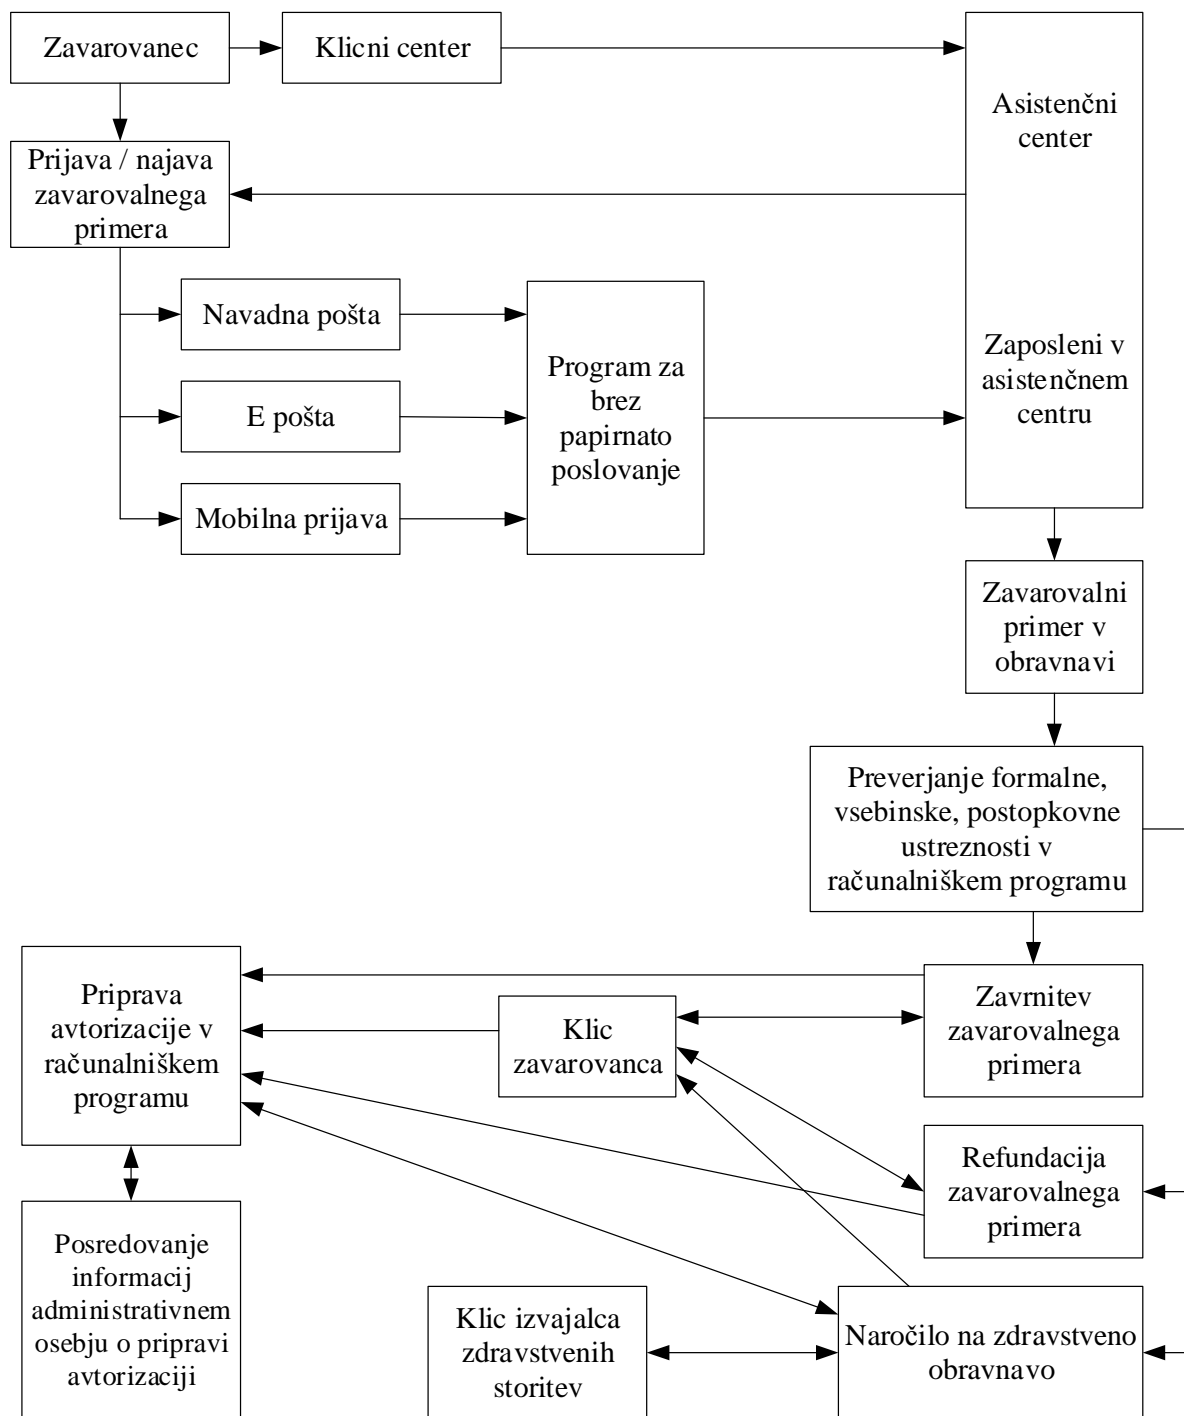 Zavarovanec
Klicni center
Asistenčni
center
Prijava / najava
zavarovalnega
primera
Navadna pošta
E pošta
Mobilna prijava
Program za
brez
papirnato
poslovanje
Zaposleni v
asistenčnem
centru
Zavarovalni
primer v
obravnavi
Preverjanje formalne,
vsebinske, postopkovne
ustreznosti v
računalniškem programu
Priprava
avtorizacije v
računalniškem
programu
Klic
zavarovanca
Zavrnitev
zavarovalnega
primera
Refundacija
zavarovalnega
primera
Posredovanje
informacij
administrativnem
osebju o pripravi
avtorizaciji
Klic izvajalca
zdravstvenih
storitev
Naročilo na zdravstveno
obravnavo